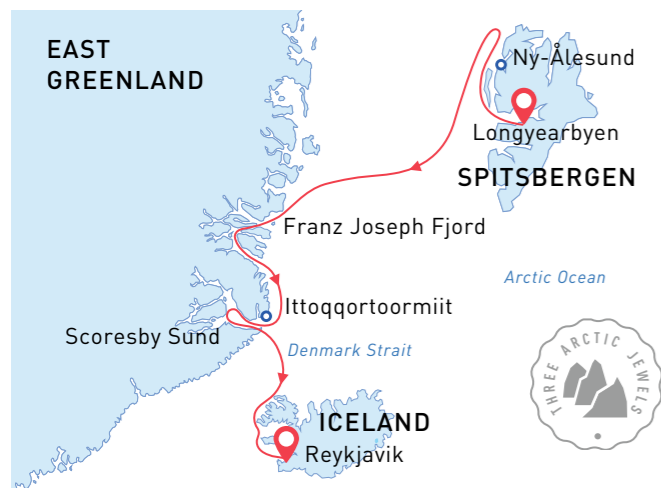 EAST
GREENLAND
Ny-Ålesund
Longyearbyen
SPITSBERGEN
Franz Joseph Fjord
Arctic Ocean
Ittoqqortoormiit
Scoresby Sund
Denmark Strait
THREE ARCTIC JEWELS
ICELAND
Reykjavik